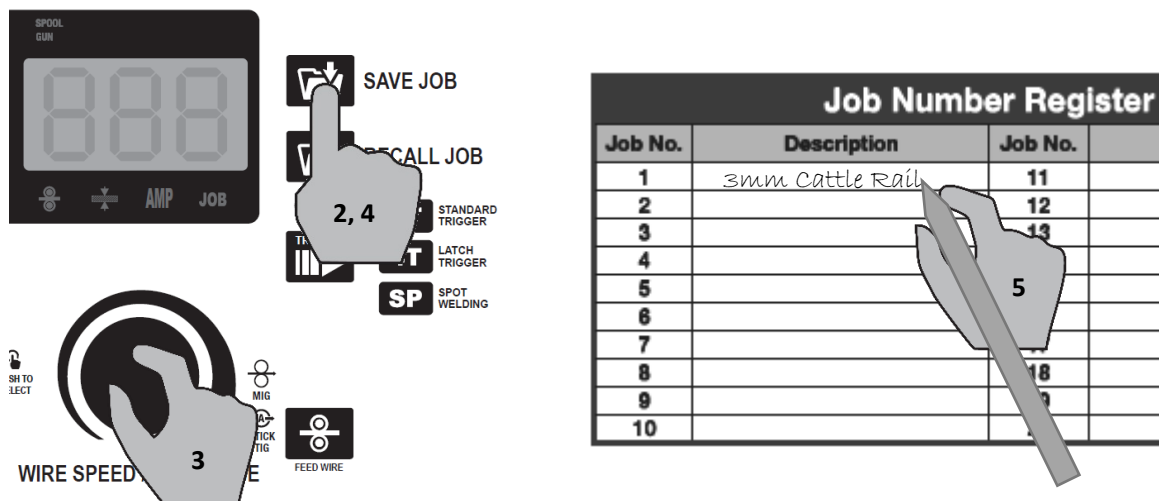 SPOOL
GUN
888
AMP JOB
SAVE JOB
JOB
2, 4
STANDARD
TRIGGER
LATCH
TRIGGER
SP SPOT
WELDING
MIG
TIG
FEED WIRE
3
WIRE SPEED
Job Number Register
Job No. Description Job No.
1 3mm Cattle Rail 11
2 12
3 13
4
5 5
6
7
8 18
9
10